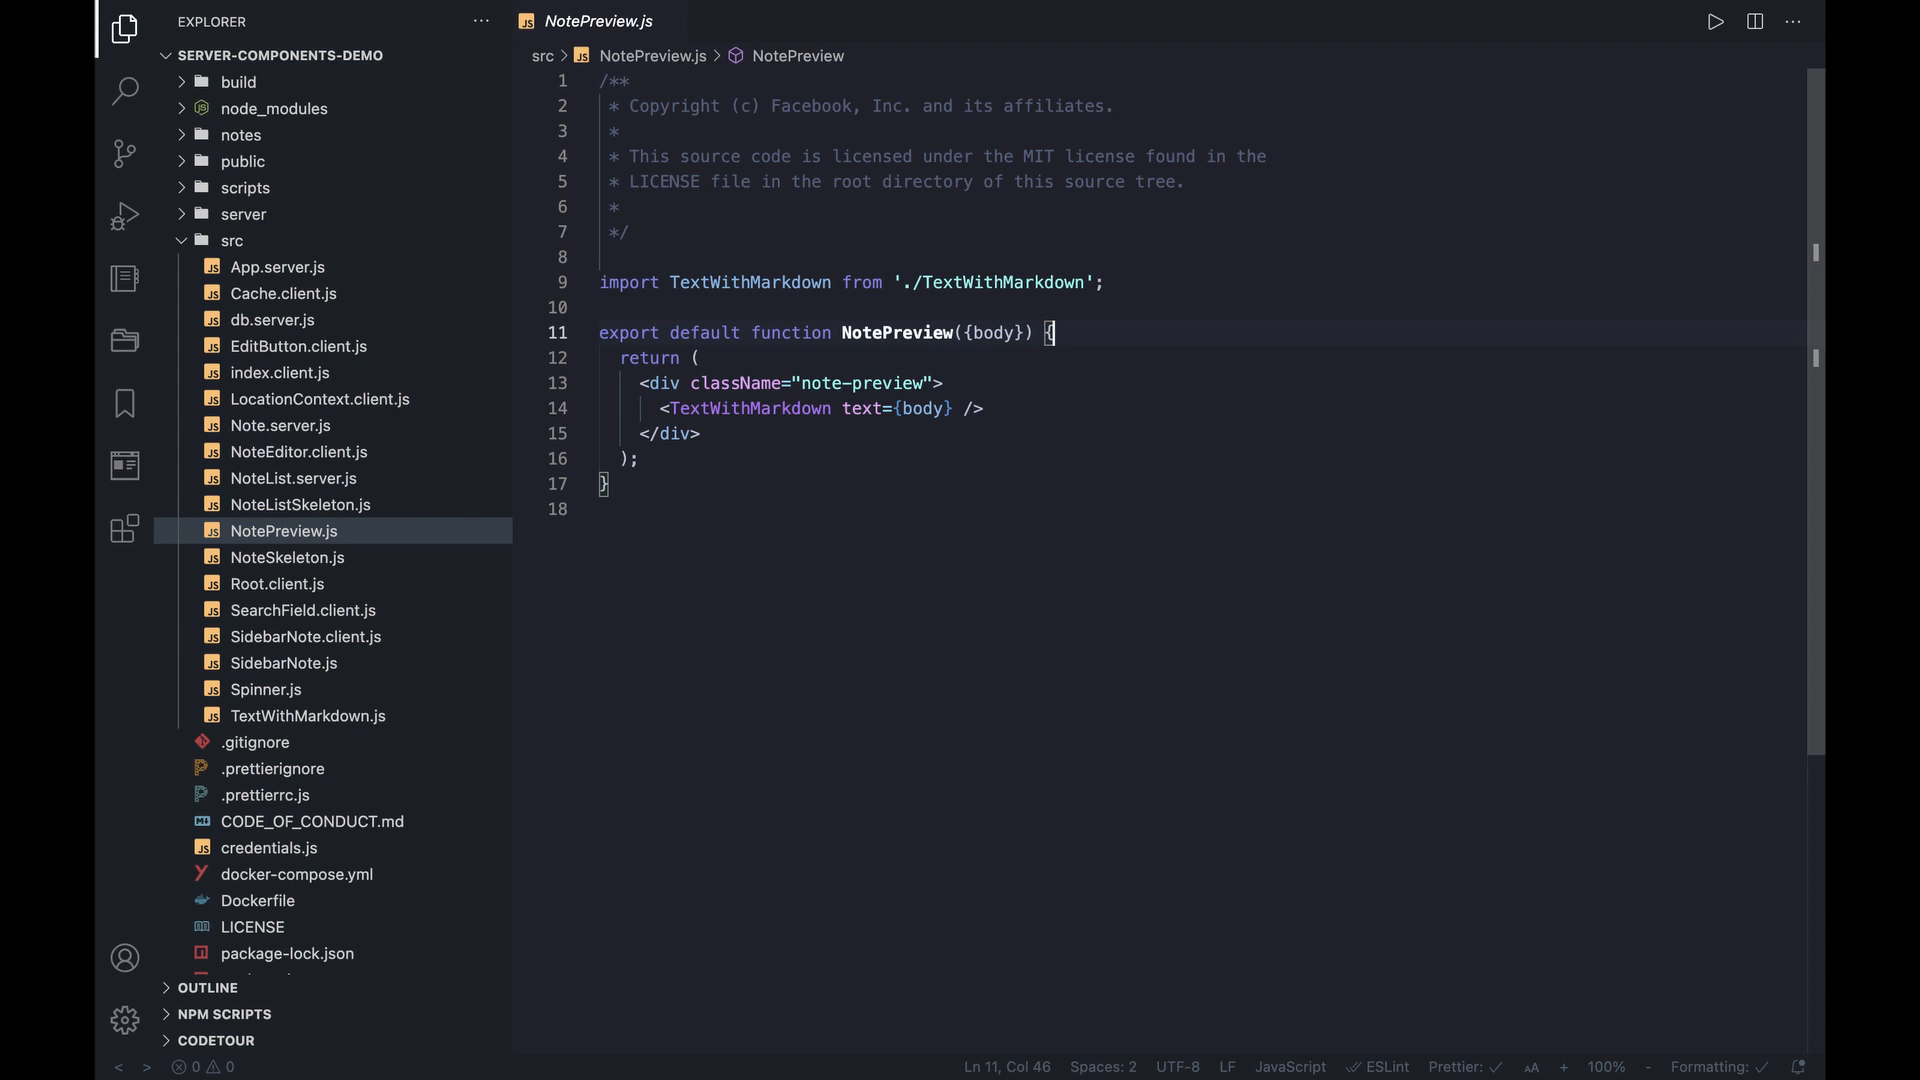 EXPLORER
SERVER-COMPONENTS-DEMO
build
node_modules
notes
public
scripts
server
src
App.server.js
Cache.client.js
db.server.js
EditButton.client.js
index.client.js
LocationContext.client.js
Note.server.js
NoteEditor.client.js
NoteList.server.js
NoteListSkeleton.js
NotePreview.js
NoteSkeleton.js
Root.client.js
SearchField.client.js
SidebarNote.client.js
SidebarNote.js
Spinner.js
TextWithMarkdown.js
.gitignore
.prettierignore
.prettierrc.js
CODE_OF_CONDUCT.md
credentials.js
docker-compose.yml
Dockerfile
LICENSE
package-lock.json
OUTLINE
NPM SCRIPTS
CODETOUR
JS NotePreview.js
src > JS NotePreview.js > NotePreview
1 /**
2 * Copyright (c) Facebook, Inc. and its affiliates.
3 *
4 * This source code is licensed under the MIT license found in the
5 * LICENSE file in the root directory of this source tree.
6 *
7 */
8
9 import TextWithMarkdown from './TextWithMarkdown';
10
11 export default function NotePreview({body}) {
12 return (
13 <div className="note-preview">
14 <TextWithMarkdown text={body} />
15 </div>
16 );
17 }
18
< > 0 0 Ln 11, Col 46 Spaces: 2 UTF-8 LF JavaScript ESLint Prettier: ✓ AA + 100% - Formatting: ✓